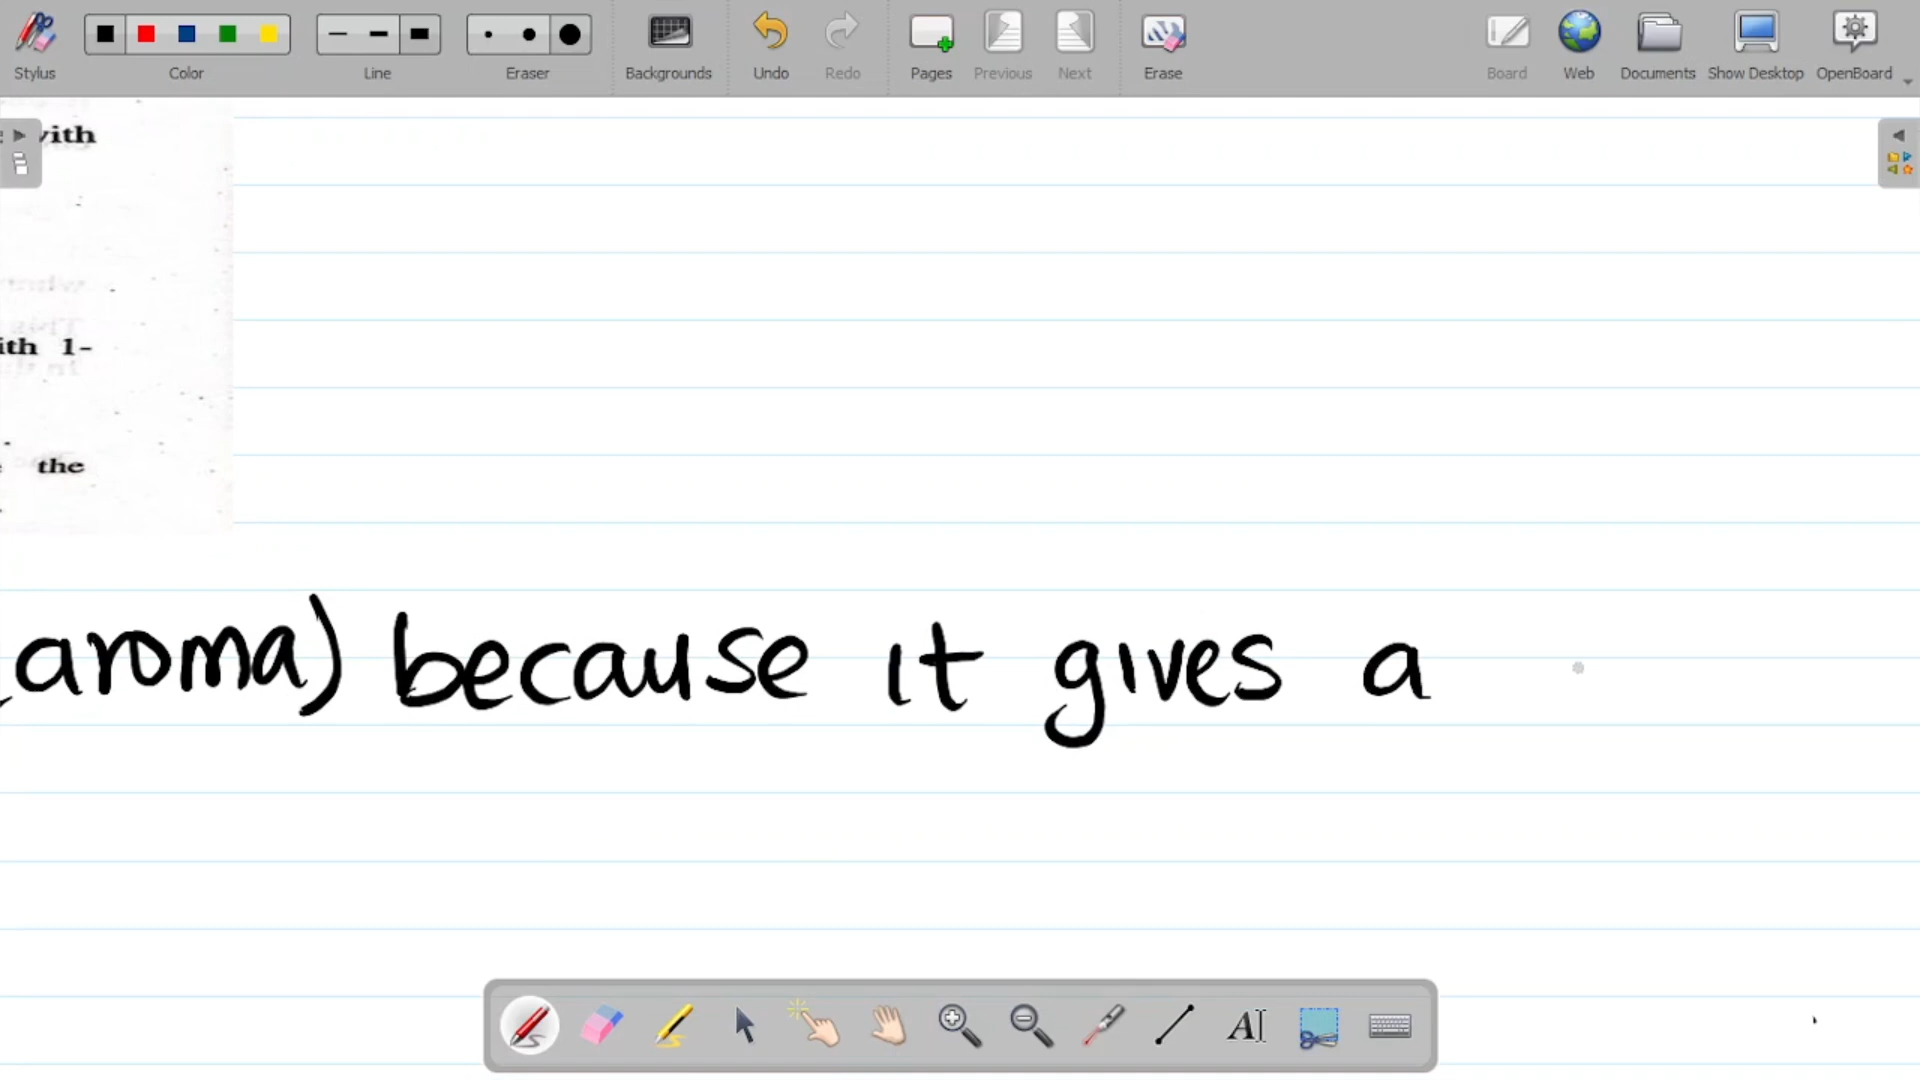 Stylus Color Line Eraser Backgrounds Undo Redo Pages Previous Next Erase Board Web Documents Show Desktop OpenBoard
with
ith 1-
the
(aroma) because it gives a